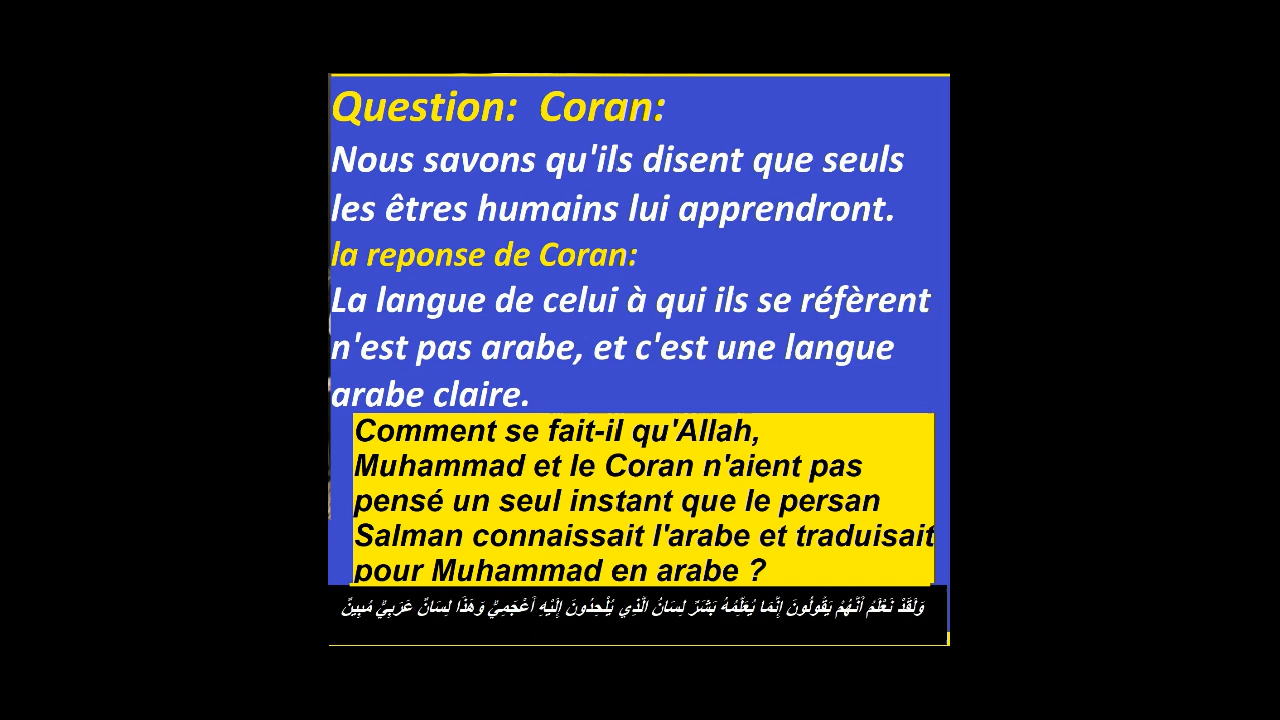 Question: Coran:
Nous savons qu'ils disent que seuls
les êtres humains lui apprendront.
la reponse de Coran:
La langue de celui à qui ils se réfèrent
n'est pas arabe, et c'est une langue
arabe claire.
Comment se fait-il qu'Allah,
Muhammad et le Coran n'aient pas
pensé un seul instant que le persan
Salman connaissait l'arabe et traduisait
pour Muhammad en arabe ?
وَلَقَدْ نَعْلَمُ أَنَّهُمْ يَقُولُونَ إِنَّمَا يُعَلِّمُهُ بَشَرٌ لِسَانُ الَّذِي يُلْحِدُونَ إِلَيْهِ أَعْجَمِيٌّ وَهَذَا لِسَانٌ عَرَبِيٌّ مُبِينٌ